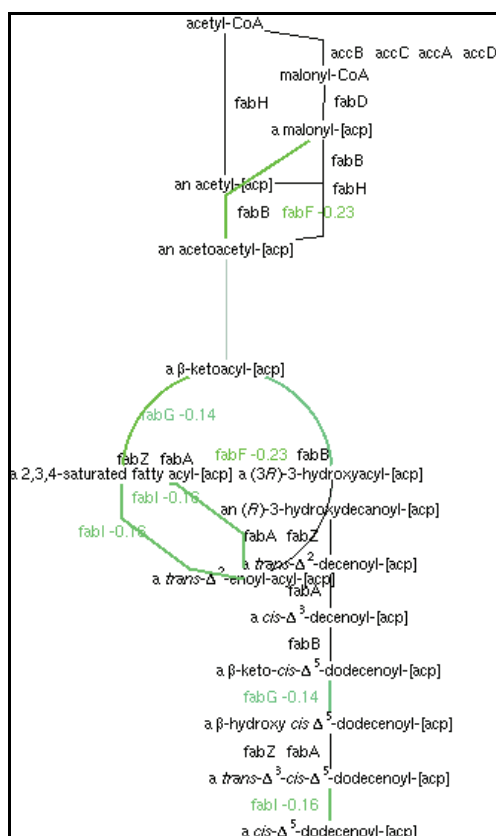 acetyl-CoA
accB accC accA accD
malonyl-CoA
fabH fabD
a malonyl-[acp]
fabB
an acetyl-[acp]
fabH
fabB fabF -0.23
an acetoacetyl-[acp]
a β-ketoacyl-[acp]
fabG -0.14
fabZ fabA fabF -0.23 fabB
a 2,3,4-saturated fatty acyl-[acp] a (3R)-3-hydroxyacyl-[acp]
fabI -0.16
an (R)-3-hydroxydecanoyl-[acp]
fabI -0.16
fabA fabZ
a trans-Δ²-decenoyl-[acp]
a trans-Δ²-enoyl-acyl-[acp]
fabA
a cis-Δ³-decenoyl-[acp]
fabB
a β-keto-cis-Δ⁵-dodecenoyl-[acp]
fabG -0.14
a β-hydroxy cis Δ⁵-dodecenoyl-[acp]
fabZ fabA
a trans-Δ³-cis-Δ⁵-dodecenoyl-[acp]
fabI -0.16
a cis-Δ⁵-dodecenoyl-[acp]